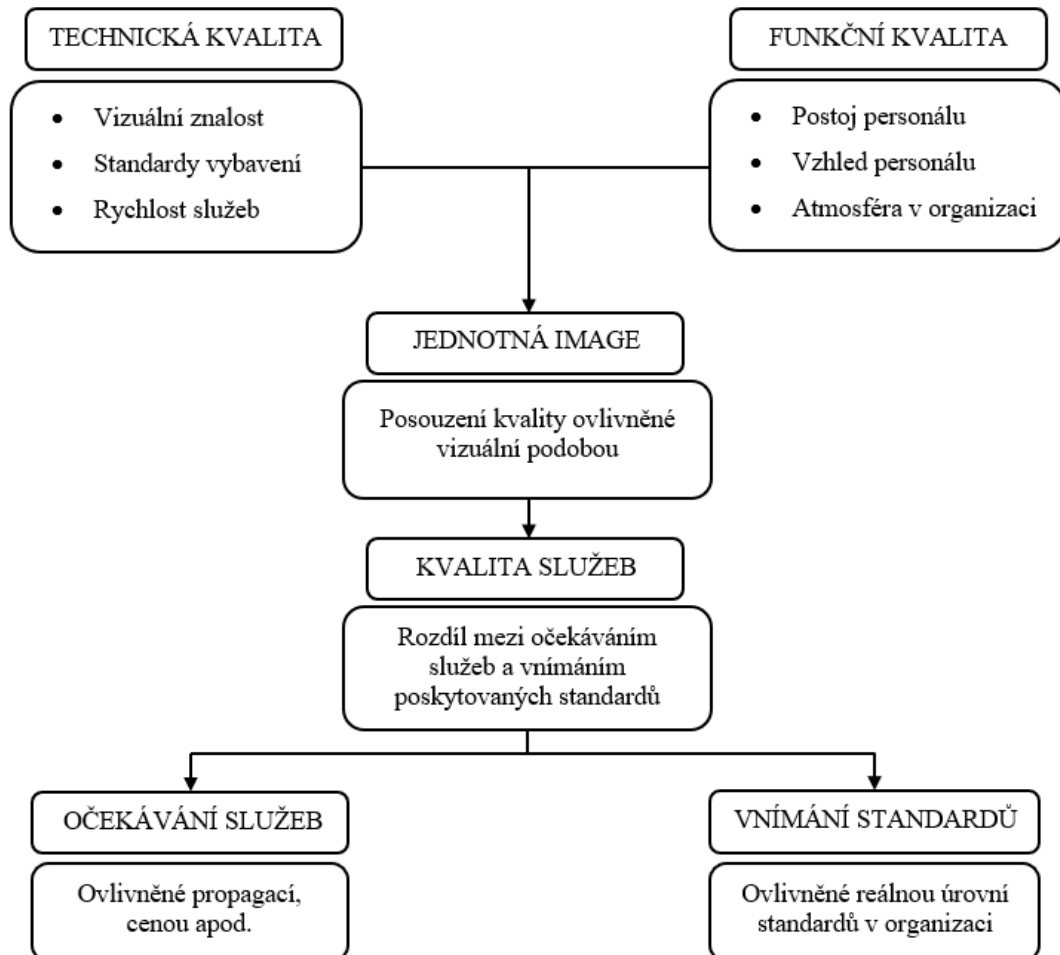 TECHNICKÁ KVALITA
• Vizuální znalost
• Standardy vybavení
• Rychlost služeb
FUNKČNÍ KVALITA
• Postoj personálu
• Vzhled personálu
• Atmosféra v organizaci
JEDNOTNÁ IMAGE
Posouzení kvality ovlivněné
vizuální podobou
KVALITA SLUŽEB
Rozdíl mezi očekáváním
služeb a vnímáním
poskytovaných standardů
OČEKÁVÁNÍ SLUŽEB
Ovlivněné propagací,
cenou apod.
VNÍMÁNÍ STANDARDŮ
Ovlivněné reálnou úrovní
standardů v organizaci